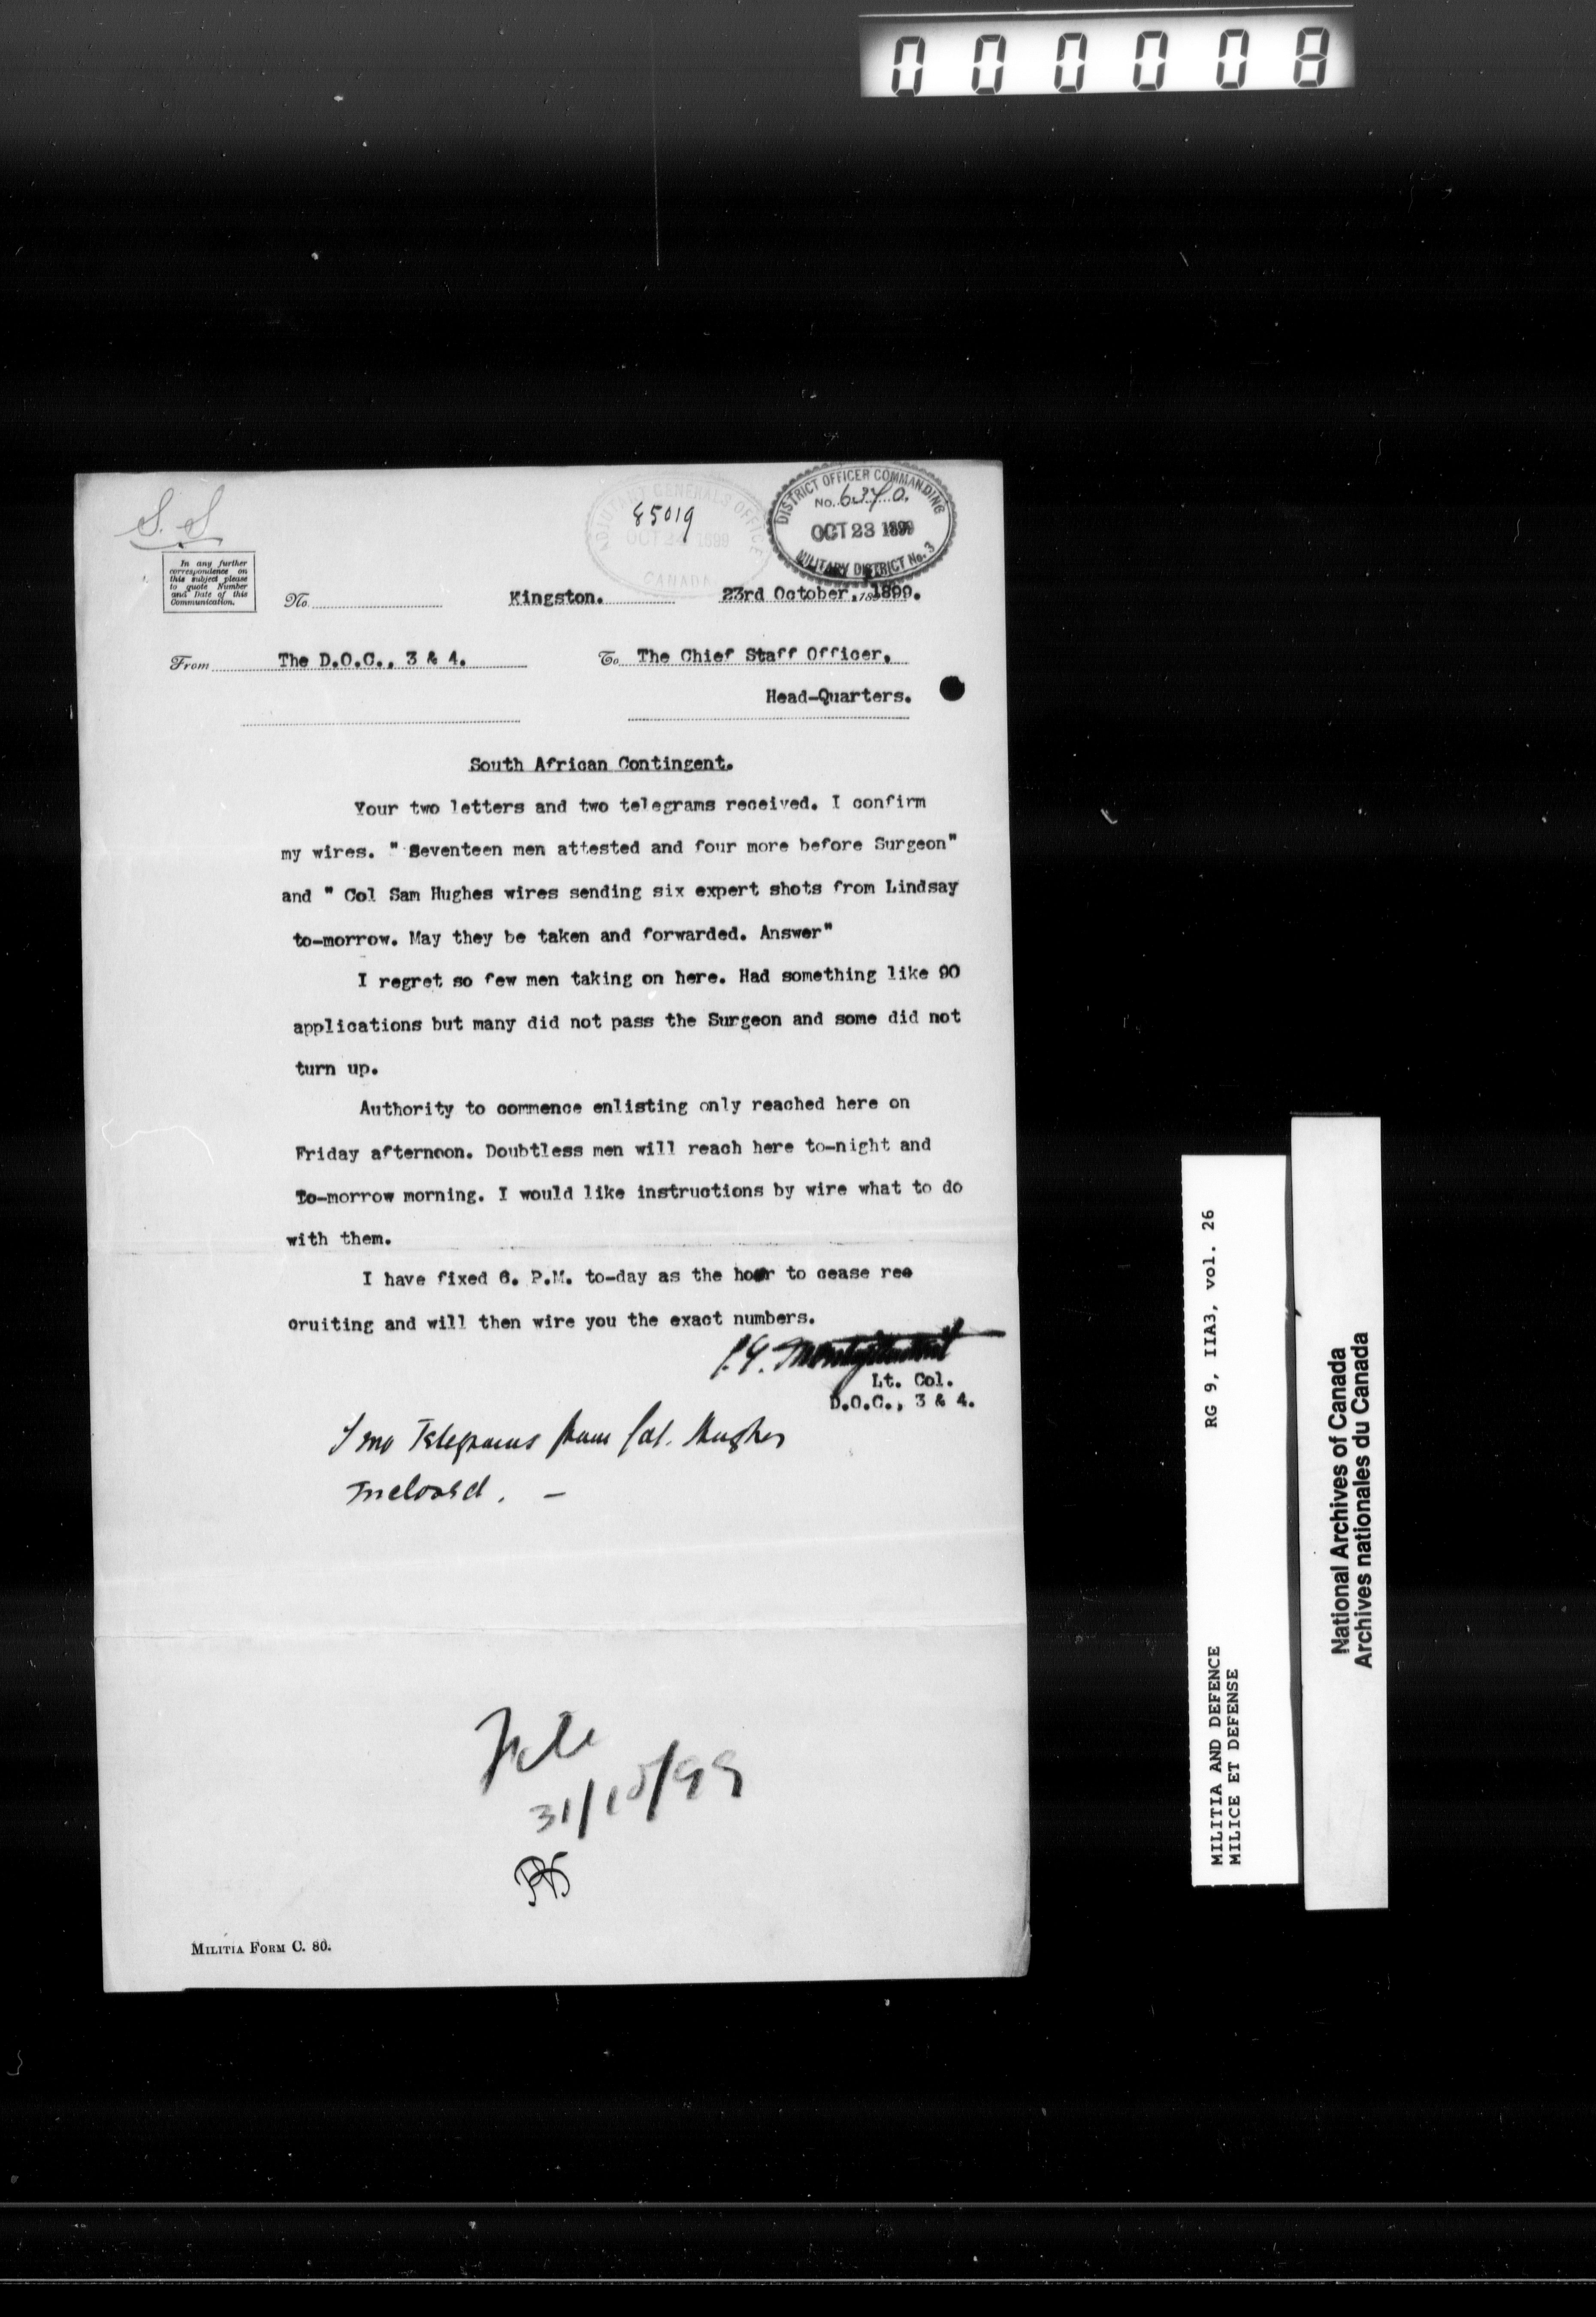 000008
S.S
ADJUTANT GENERAL'S OFFICE
85019
OCT 24 1899
CANADA
DISTRICT OFFICER COMMANDING
No.
OCT 23 1899
MILITARY DISTRICT No. 3
In any further
correspondence on
this subject please
to quote Number
and Date of this
Communication.
No. Kingston. 23rd October, 1899.
From The D.O.C., 3 & 4. To The Chief Staff Officer,
Head-Quarters.
South African Contingent.
Your two letters and two telegrams received. I confirm
my wires. " Seventeen men attested and four more before Surgeon"
and " Col Sam Hughes wires sending six expert shots from Lindsay
to-morrow. May they be taken and forwarded. Answer"
I regret so few men taking on here. Had something like 90
applications but many did not pass the Surgeon and some did not
turn up.
Authority to commence enlisting only reached here on
Friday afternoon. Doubtless men will reach here to-night and
To-morrow morning. I would like instructions by wire what to do
with them.
I have fixed 6. P.M. to-day as the hour to cease ree
cruiting and will then wire you the exact numbers.
Lt. Col.
D.O.C., 3 & 4.
Telegrams from Col. Hughes
Inclosed. –
File
31/10/99
MILITIA FORM C. 80.
RG 9, IIA3, vol. 26
MILITIA AND DEFENCE
MILICE ET DEFENSE
National Archives of Canada
Archives nationales du Canada